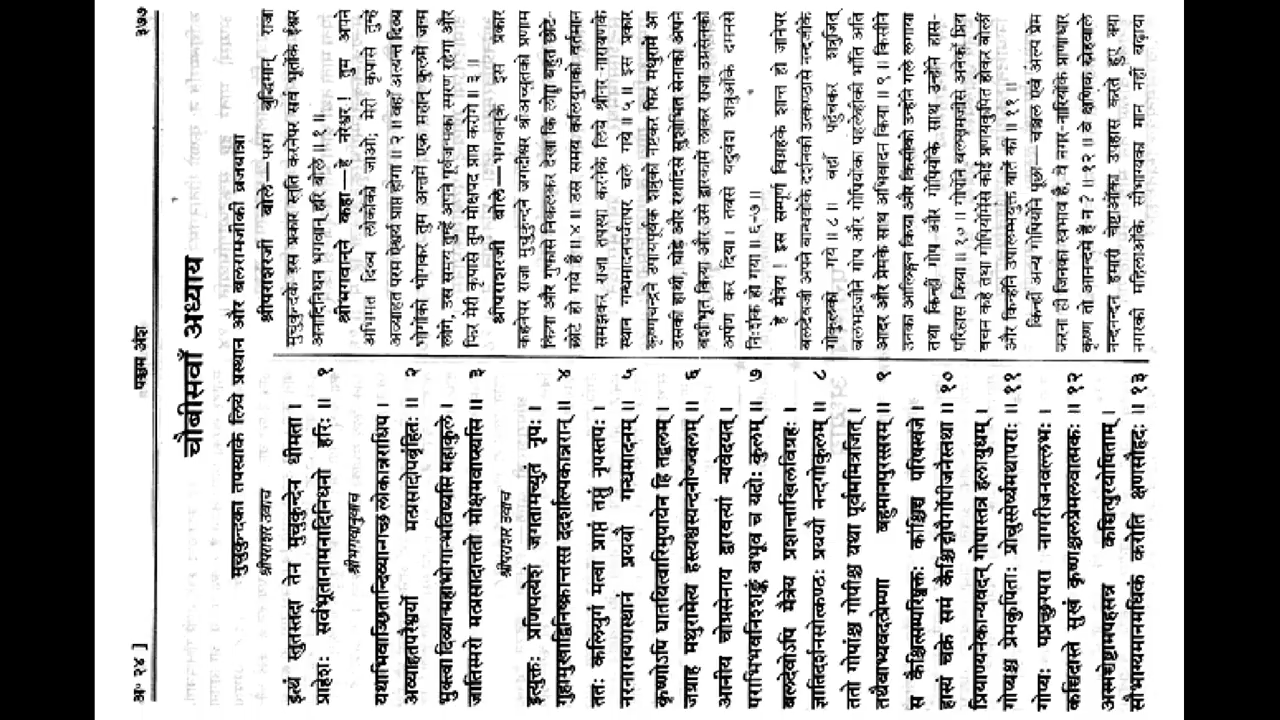 अ॰ २४ ]
पञ्चम अंश
३७७
चौबीसवाँ अध्याय
मुचुकुन्दका तपस्याके लिये प्रस्थान और बलरामजीकी व्रजयात्रा
श्रीपराशर उवाच
इत्थं स्तुतस्तदा तेन मुचुकुन्देन धीमता ।
प्राहेशः सर्वभूतानामनादिनिधनो हरिः ॥ १
श्रीभगवानुवाच
यथाभिवाञ्छितान्दिव्यान्गच्छ लोकान्नराधिप ।
अव्याहतपरैश्वर्यो मत्प्रसादोपबृंहितः ॥ २
भुक्त्वा दिव्यान्महाभोगान्भविष्यसि महाकुले ।
जातिस्मरो मत्प्रसादात्ततो मोक्षमवाप्स्यसि ॥ ३
श्रीपराशर उवाच
इत्युक्तः प्रणिपत्येशं जगतामच्युतं नृपः ।
गुहामुखाद्विनिष्क्रान्तस्स ददर्शाल्पकान्नरान् ॥ ४
ततः कलियुगं मत्वा प्राप्तं तप्तुं नृपस्तपः ।
नरनारायणस्थानं प्रययौ गन्धमादनम् ॥ ५
कृष्णोऽपि घातयित्वारिमुपायेन हि तद्बलम् ।
जग्राह मथुरामेत्य हस्त्यश्वस्यन्दनोज्ज्वलम् ॥ ६
आनीय चोग्रसेनाय द्वारवत्यां न्यवेदयत् ।
पराभिभवनिश्शङ्कं बभूव च यदोः कुलम् ॥ ७
बलदेवोऽपि मैत्रेय प्रशान्ताखिलविग्रहः ।
ज्ञातिदर्शनसोत्कण्ठः प्रययौ नन्दगोकुलम् ॥ ८
ततो गोपांश्च गोपीश्च यथा पूर्वममित्रजित् ।
तथैवाभ्यवदत्प्रेम्णा बहुमानपुरस्सरम् ॥ ९
स कैश्चित्सम्परिष्वक्तः कांश्चिच्च परिषस्वजे ।
हास्यं चक्रे समं कैश्चिद्गोपैर्गोपीजनैस्तथा ॥ १०
प्रियाण्यनेकान्यवदन् गोपास्तत्र हलायुधम् ।
गोप्यश्च प्रेमकुपिताः प्रोचुस्सेर्ष्यमथापराः ॥ ११
गोप्यः पप्रच्छुरपरा नागरीजनवल्लभः ।
कच्चिदास्ते सुखं कृष्णश्चलप्रेमलवात्मकः ॥ १२
अस्मच्चेष्टामपहसन्न कच्चित्पुरयोषिताम् ।
सौभाग्यमानमधिकं करोति क्षणसौहृदः ॥ १३
श्रीपराशरजी बोले—परम बुद्धिमान् राजा
मुचुकुन्दके इस प्रकार स्तुति करनेपर सर्व भूतोंके ईश्वर
अनादिनिधन भगवान् हरि बोले ॥ १ ॥
श्रीभगवान्‌ने कहा—हे नरेश्वर ! तुम अपने
अभिमत दिव्य लोकोंको जाओ; मेरी कृपासे तुम्हें
अव्याहत परम ऐश्वर्य प्राप्त होगा ॥ २ ॥ वहाँ अत्यन्त दिव्य
भोगोंको भोगकर तुम अन्तमें एक महान् कुलमें जन्म
लोगे, उस समय तुम्हें अपने पूर्वजन्मका स्मरण रहेगा और
फिर मेरी कृपासे तुम मोक्षपद प्राप्त करोगे ॥ ३ ॥
श्रीपराशरजी बोले—भगवान्‌के इस प्रकार
कहनेपर राजा मुचुकुन्दने जगदीश्वर श्रीअच्युतको प्रणाम
किया और गुफासे निकलकर देखा कि लोग बहुत छोटे-
छोटे हो गये हैं ॥ ४ ॥ उस समय कलियुगको वर्तमान
समझकर राजा तपस्या करनेके लिये श्रीनर-नारायणके
स्थान गन्धमादनपर्वतपर चले गये ॥ ५ ॥ इस प्रकार
कृष्णचन्द्रने उपायपूर्वक शत्रुको नष्टकर फिर मथुरामें आ
उसकी हाथी, घोड़े और रथादिसे सुशोभित सेनाको अपने
वशीभूत किया और उसे द्वारकामें लाकर राजा उग्रसेनको
अर्पण कर दिया । तबसे यदुवंश शत्रुओंके दमनसे
निःशंक हो गया ॥ ६-७ ॥
हे मैत्रेय ! इस सम्पूर्ण विग्रहके शान्त हो जानेपर
बलदेवजी अपने बान्धवोंके दर्शनकी उत्कण्ठासे नन्दजीके
गोकुलको गये ॥ ८ ॥ वहाँ पहुँचकर शत्रुजित्
बलभद्रजीने गोप और गोपियोंका पहलेहीकी भाँति अति
आदर और प्रेमके साथ अभिवादन किया ॥ ९ ॥ किसीने
उनका आलिङ्गन किया और किसीको उन्होंने गले लगाया
तथा किन्हीं गोप और गोपियोंके साथ उन्होंने हास-
परिहास किया ॥ १० ॥ गोपोंने बलरामजीसे अनेकों प्रिय
वचन कहे तथा गोपियोंमेंसे कोई प्रणयकुपित होकर बोलीं
और किन्हींने उपालम्भयुक्त बातें कीं ॥ ११ ॥
किन्हीं अन्य गोपियोंने पूछा—चञ्चल एवं अल्प प्रेम
करना ही जिनका स्वभाव है, वे नगर-नारियोंके प्राणाधार
कृष्ण तो आनन्दमें हैं न ? ॥ १२ ॥ वे क्षणिक स्नेहवाले
नन्दनन्दन हमारी चेष्टाओंका उपहास करते हुए क्या
नगरकी महिलाओंके सौभाग्यका मान नहीं बढ़ाया